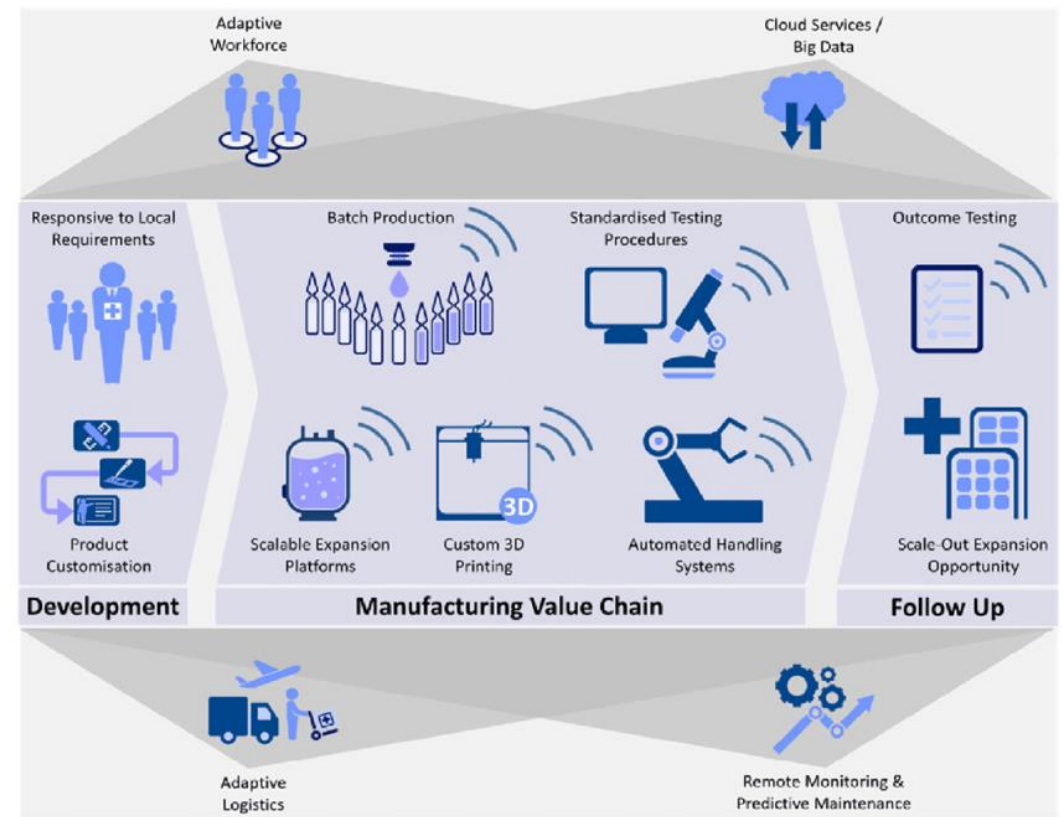 Adaptive
Workforce
Cloud Services /
Big Data
Responsive to Local
Requirements
Batch Production
Standardised Testing
Procedures
Outcome Testing
3D
Product
Customisation
Scalable Expansion
Platforms
Custom 3D
Printing
Automated Handling
Systems
Scale-Out Expansion
Opportunity
Development
Manufacturing Value Chain
Follow Up
Adaptive
Logistics
Remote Monitoring &
Predictive Maintenance